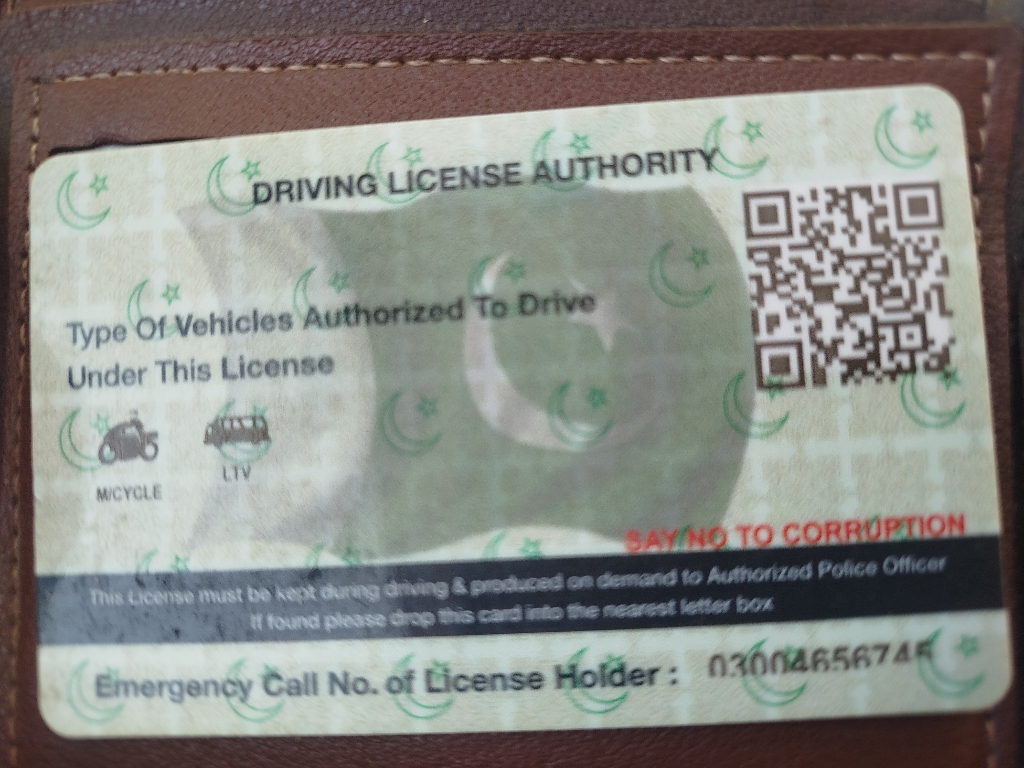 DRIVING LICENSE AUTHORITY
Type Of Vehicles Authorized To Drive
Under This License
M/CYCLE
LTV
SAY NO TO CORRUPTION
This License must be kept during driving & produced on demand to Authorized Police Officer
If found please drop this card into the nearest letter box
Emergency Call No. of License Holder : 03004656745